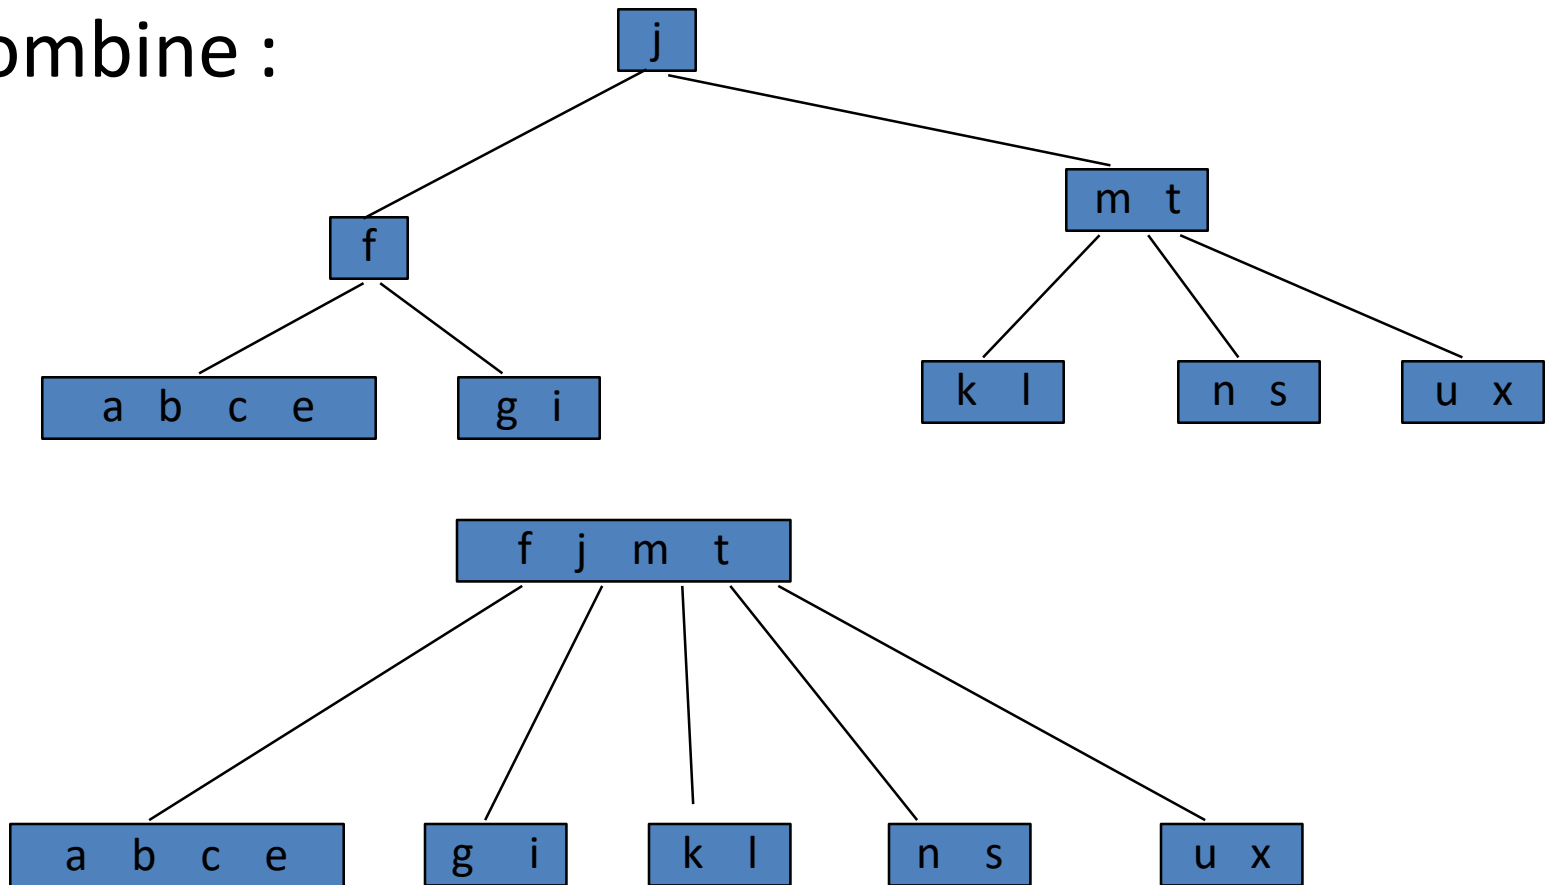 ombine :
j
m t
f
a b c e
g i
k l
n s
u x
f j m t
a b c e
g i
k l
n s
u x